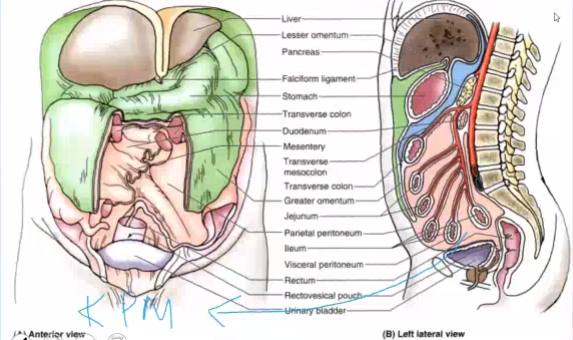 Liver
Lesser omentum
Pancreas
Falciform ligament
Stomach
Transverse colon
Duodenum
Mesentery
Transverse
mesocolon
Transverse colon
Greater omentum
Jejunum
Parietal peritoneum
Ileum
Visceral peritoneum
Rectum
Rectovesical pouch
Urinary bladder
(A) Anterior view
(B) Left lateral view